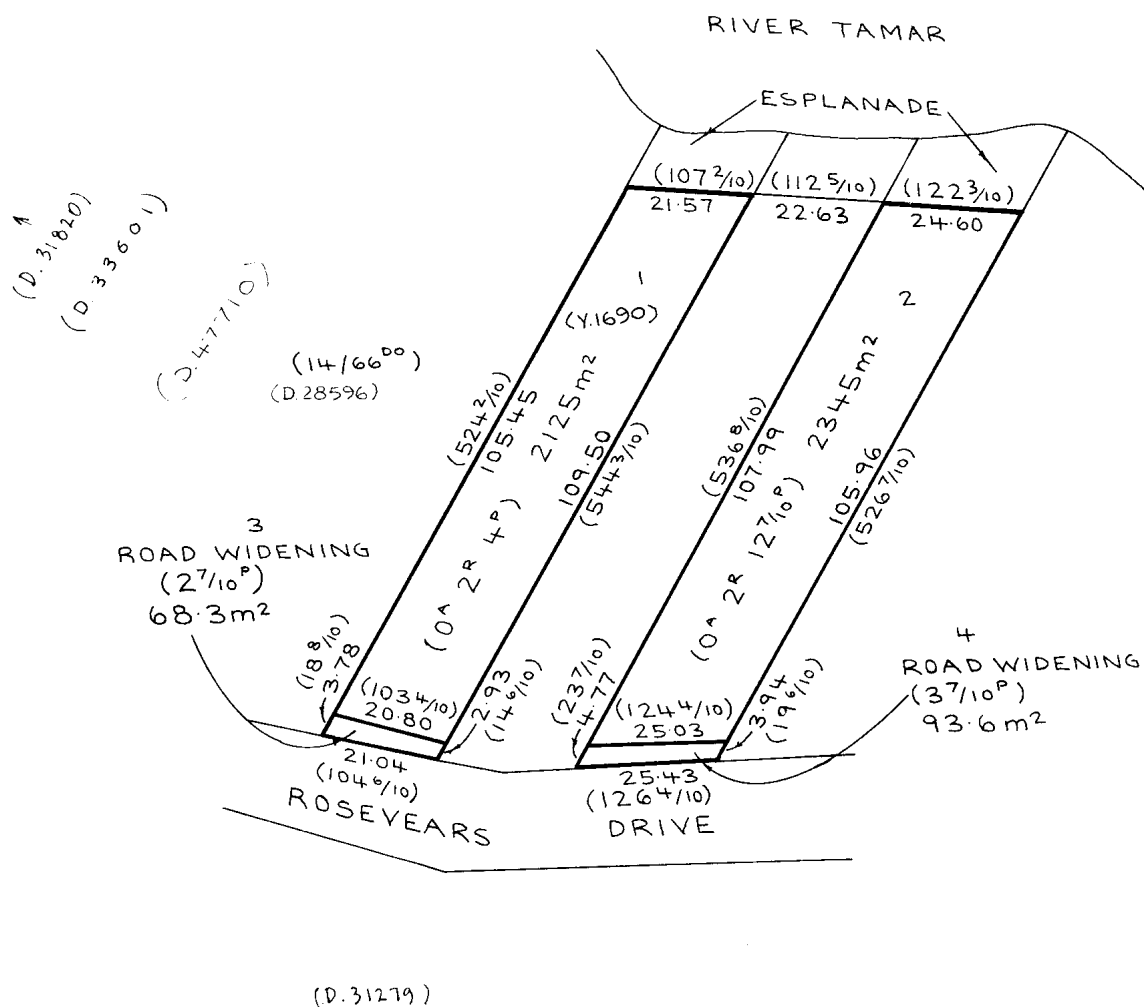 RIVER TAMAR
ESPLANADE
(107 2/10)
(112 5/10)
(122 3/10)
21·57
22·63
24·60
(D.31820)
(D.33601)
(D.47710)
1
(Y.1690)
2
(14/66 DO)
(D.28596)
(524 2/10)
105.45
2125m²
(0A 2R 4P)
109.50
(544 3/10)
(536 8/10)
107.99
2345m²
(0A 2R 12 7/10P)
105.96
(526 7/10)
3
ROAD WIDENING
(2 7/10P)
68·3m²
4
ROAD WIDENING
(3 7/10P)
93.6m²
(18 8/10)
3.78
(103 4/10)
20.80
2.93
(14 6/10)
(23 7/10)
4.77
(124 4/10)
25.03
3.94
(19 6/10)
21·04
(104 6/10)
25·43
(126 4/10)
ROSEVEARS DRIVE
(D.31279)